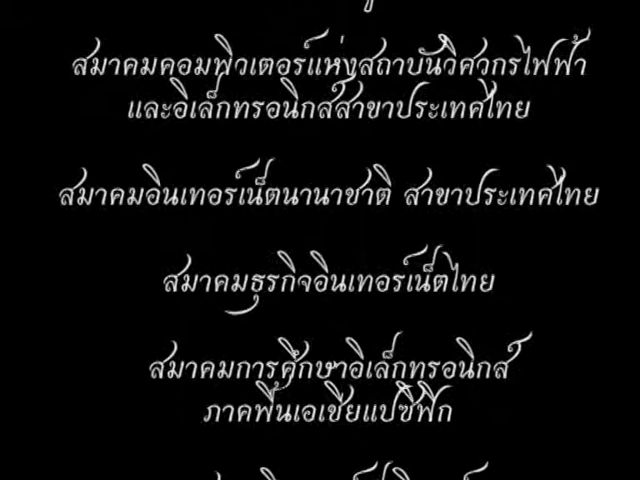 สมาคมคอมพิวเตอร์แห่งสถาบันวิศวกรไฟฟ้า
และอิเล็กทรอนิกส์สาขาประเทศไทย
สมาคมอินเทอร์เน็ตนานาชาติ สาขาประเทศไทย
สมาคมธุรกิจอินเทอร์เน็ตไทย
สมาคมการศึกษาอิเล็กทรอนิกส์
ภาคพื้นเอเชียแปซิฟิก